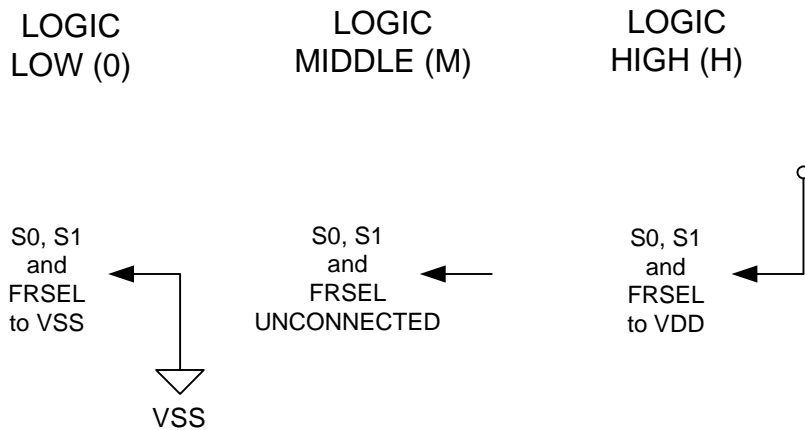 LOGIC
LOW (0)
LOGIC
MIDDLE (M)
LOGIC
HIGH (H)
S0, S1
and
FRSEL
to VSS
VSS
S0, S1
and
FRSEL
UNCONNECTED
S0, S1
and
FRSEL
to VDD